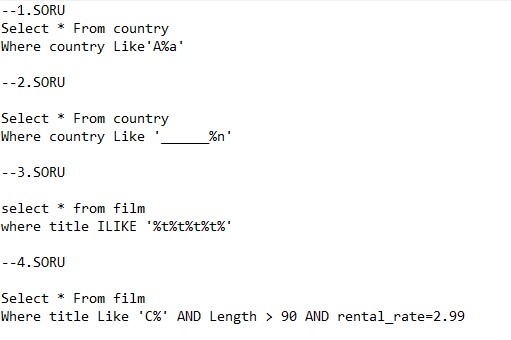 --1.SORU
Select * From country
Where country Like'A%a'
--2.SORU
Select * From country
Where country Like '______%n'
--3.SORU
select * from film
where title ILIKE '%t%t%t%t%'
--4.SORU
Select * From film
Where title Like 'C%' AND Length > 90 AND rental_rate=2.99